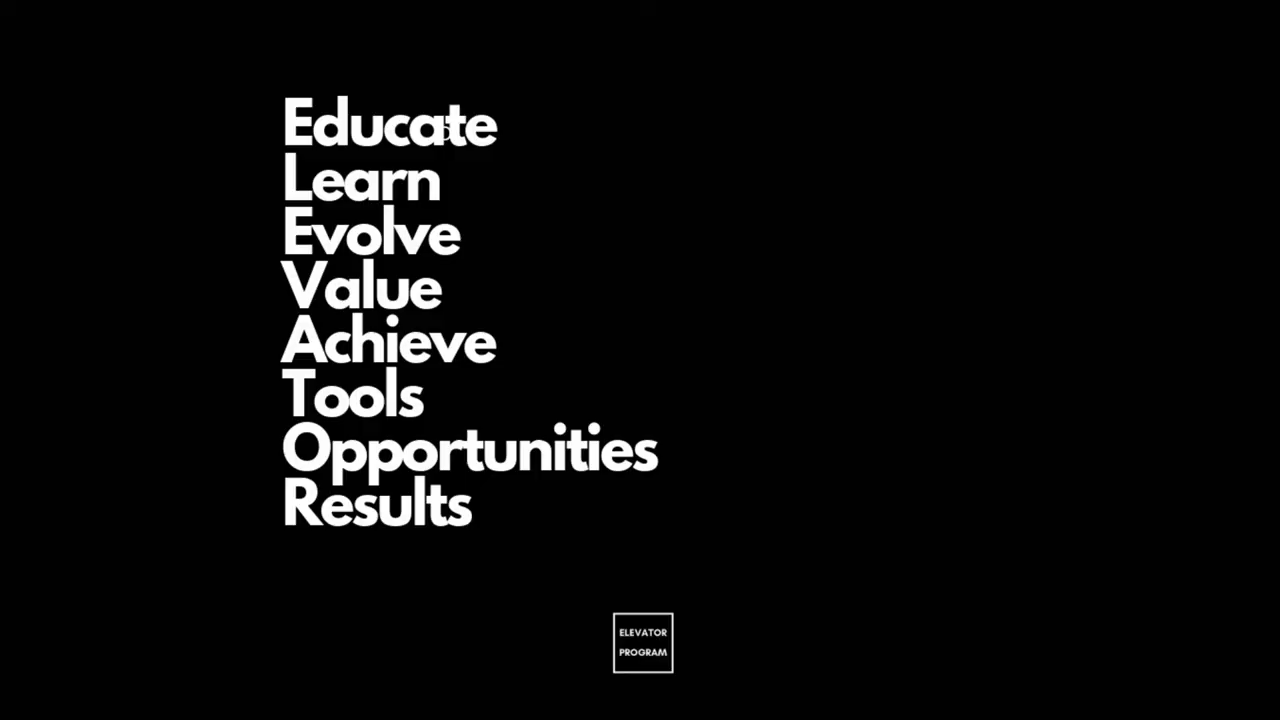 Educate
Learn
Evolve
Value
Achieve
Tools
Opportunities
Results
ELEVATOR
PROGRAM